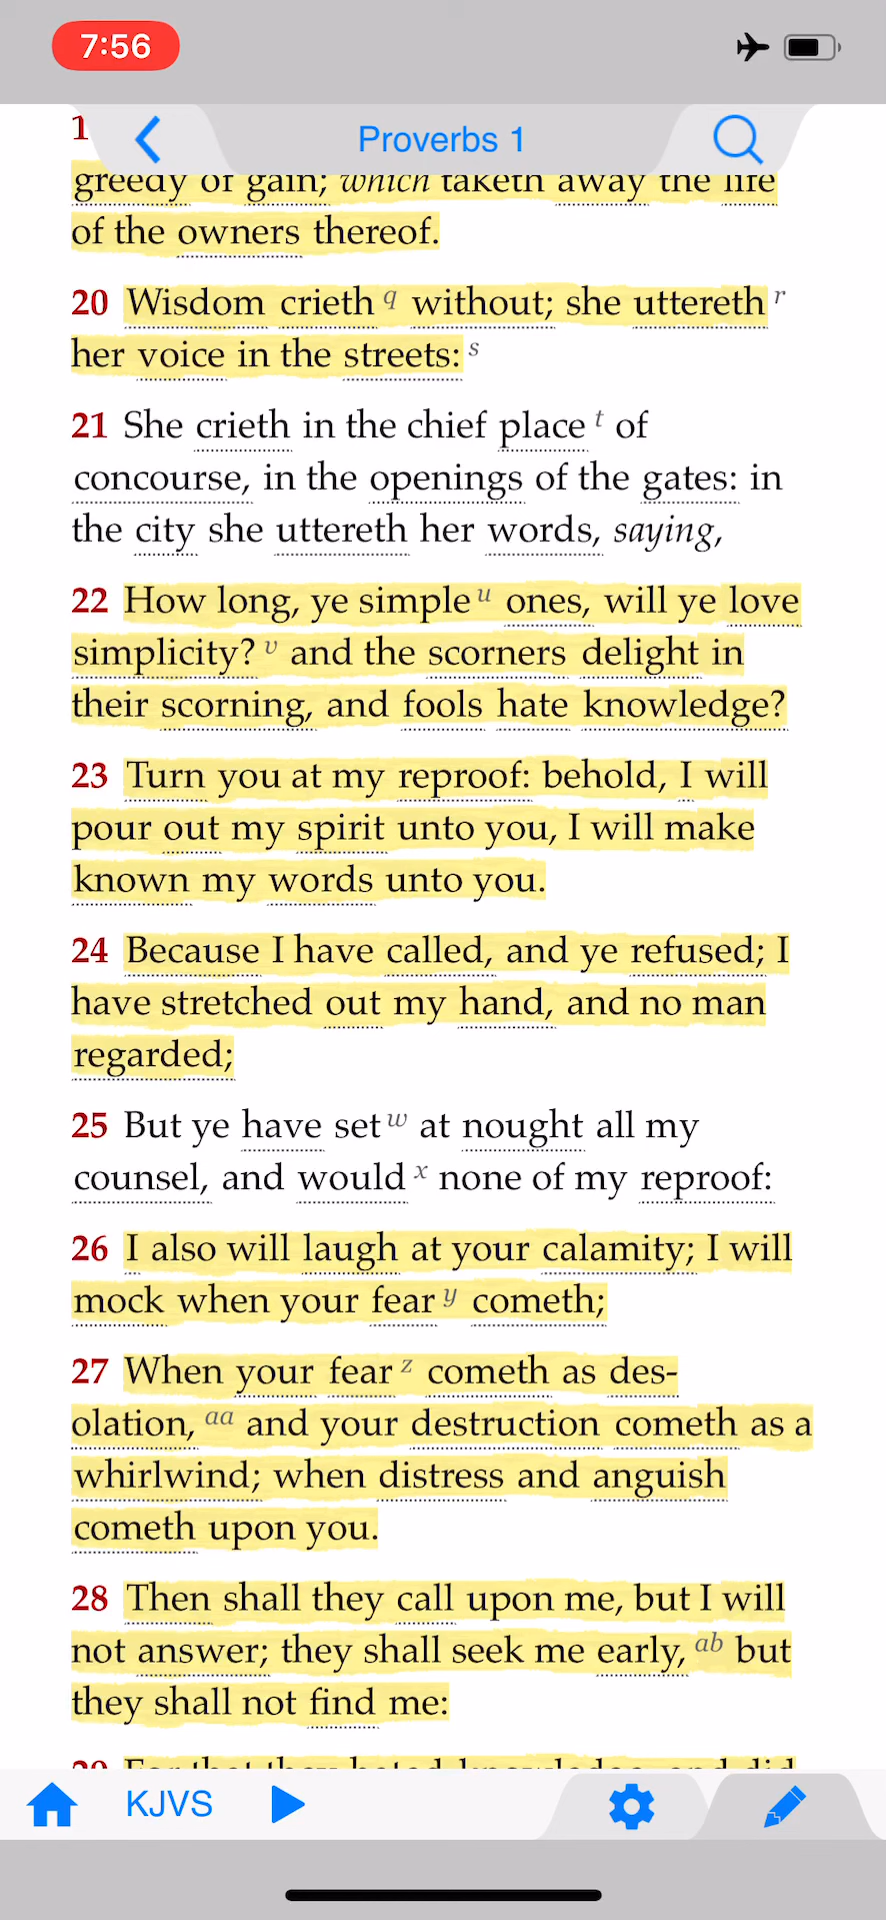 7:56
Proverbs 1
1
greedy of gain; which taketh away the life
of the owners thereof.
20 Wisdom crieth q without; she uttereth r
her voice in the streets: s
21 She crieth in the chief place t of
concourse, in the openings of the gates: in
the city she uttereth her words, saying,
22 How long, ye simple u ones, will ye love
simplicity? v and the scorners delight in
their scorning, and fools hate knowledge?
23 Turn you at my reproof: behold, I will
pour out my spirit unto you, I will make
known my words unto you.
24 Because I have called, and ye refused; I
have stretched out my hand, and no man
regarded;
25 But ye have set w at nought all my
counsel, and would x none of my reproof:
26 I also will laugh at your calamity; I will
mock when your fear y cometh;
27 When your fear z cometh as des-
olation, aa and your destruction cometh as a
whirlwind; when distress and anguish
cometh upon you.
28 Then shall they call upon me, but I will
not answer; they shall seek me early, ab but
they shall not find me:
29 For that they hated knowledge, and did
KJVS